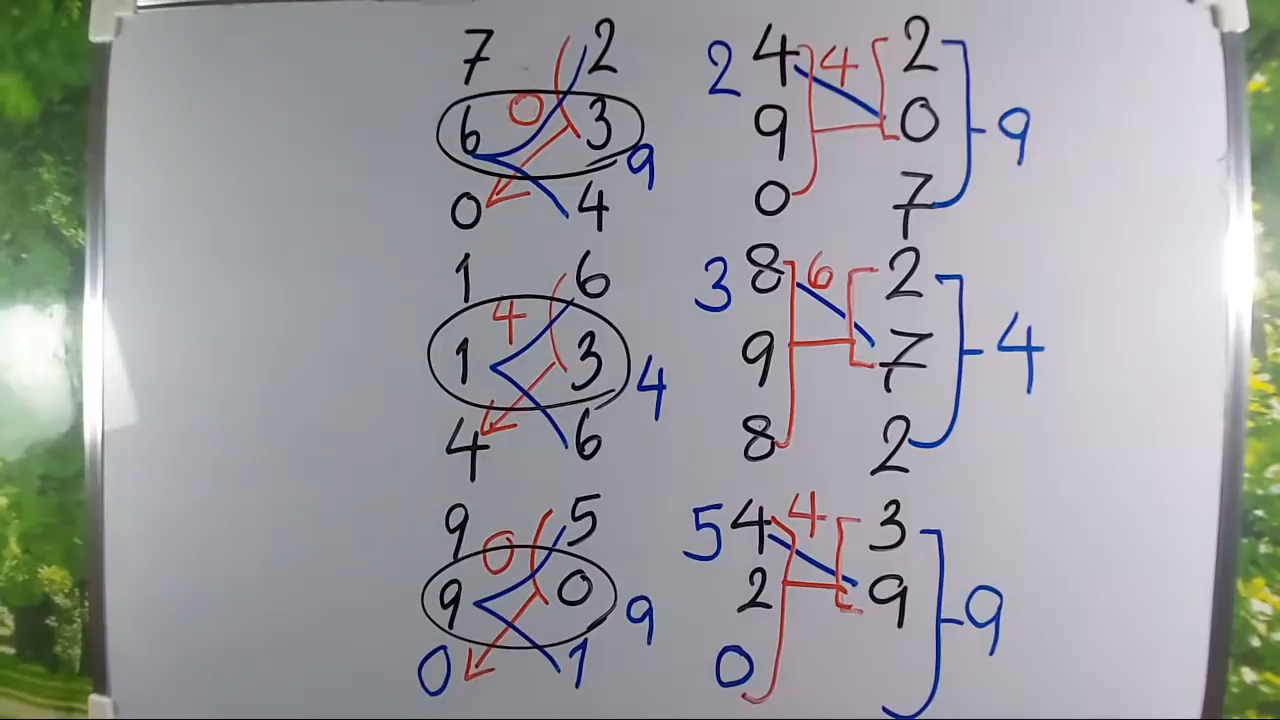 7 2 2 4 4 2
6 0 3 9 9 0 9
0 4 0 7
1 6 3 8 6 2
1 4 3 4 9 7 4
4 6 8 2
9 0 5 5 4 4 3
9 0 9 2 9 9
0 1 0